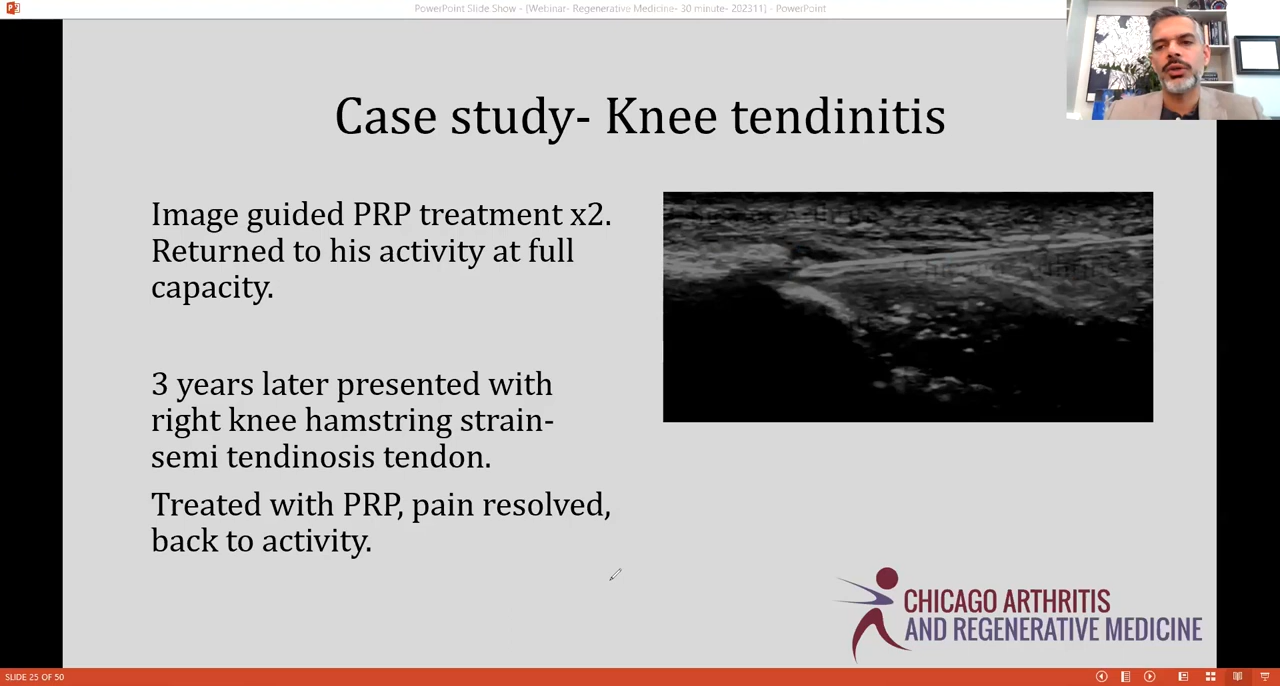 PowerPoint Slide Show - [Webinar- Regenerative Medicine- 30 minute- 202311] - PowerPoint
Case study- Knee tendinitis
Image guided PRP treatment x2.
Returned to his activity at full
capacity.
3 years later presented with
right knee hamstring strain-
semi tendinosis tendon.
Treated with PRP, pain resolved,
back to activity.
Chicago Arthritis
CHICAGO ARTHRITIS
AND REGENERATIVE MEDICINE
SLIDE 25 OF 50